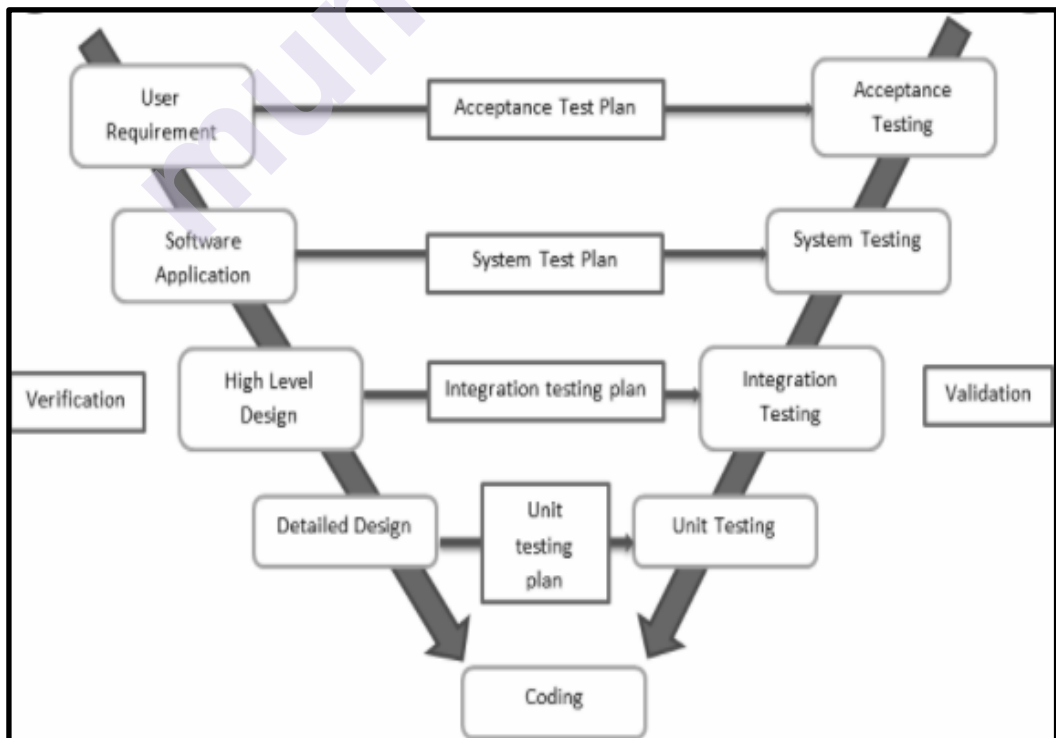 User
Requirement
Acceptance Test Plan
Acceptance
Testing
Software
Application
System Test Plan
System Testing
Verification
High Level
Design
Integration testing plan
Integration
Testing
Validation
Detailed Design
Unit
testing
plan
Unit Testing
Coding
mun